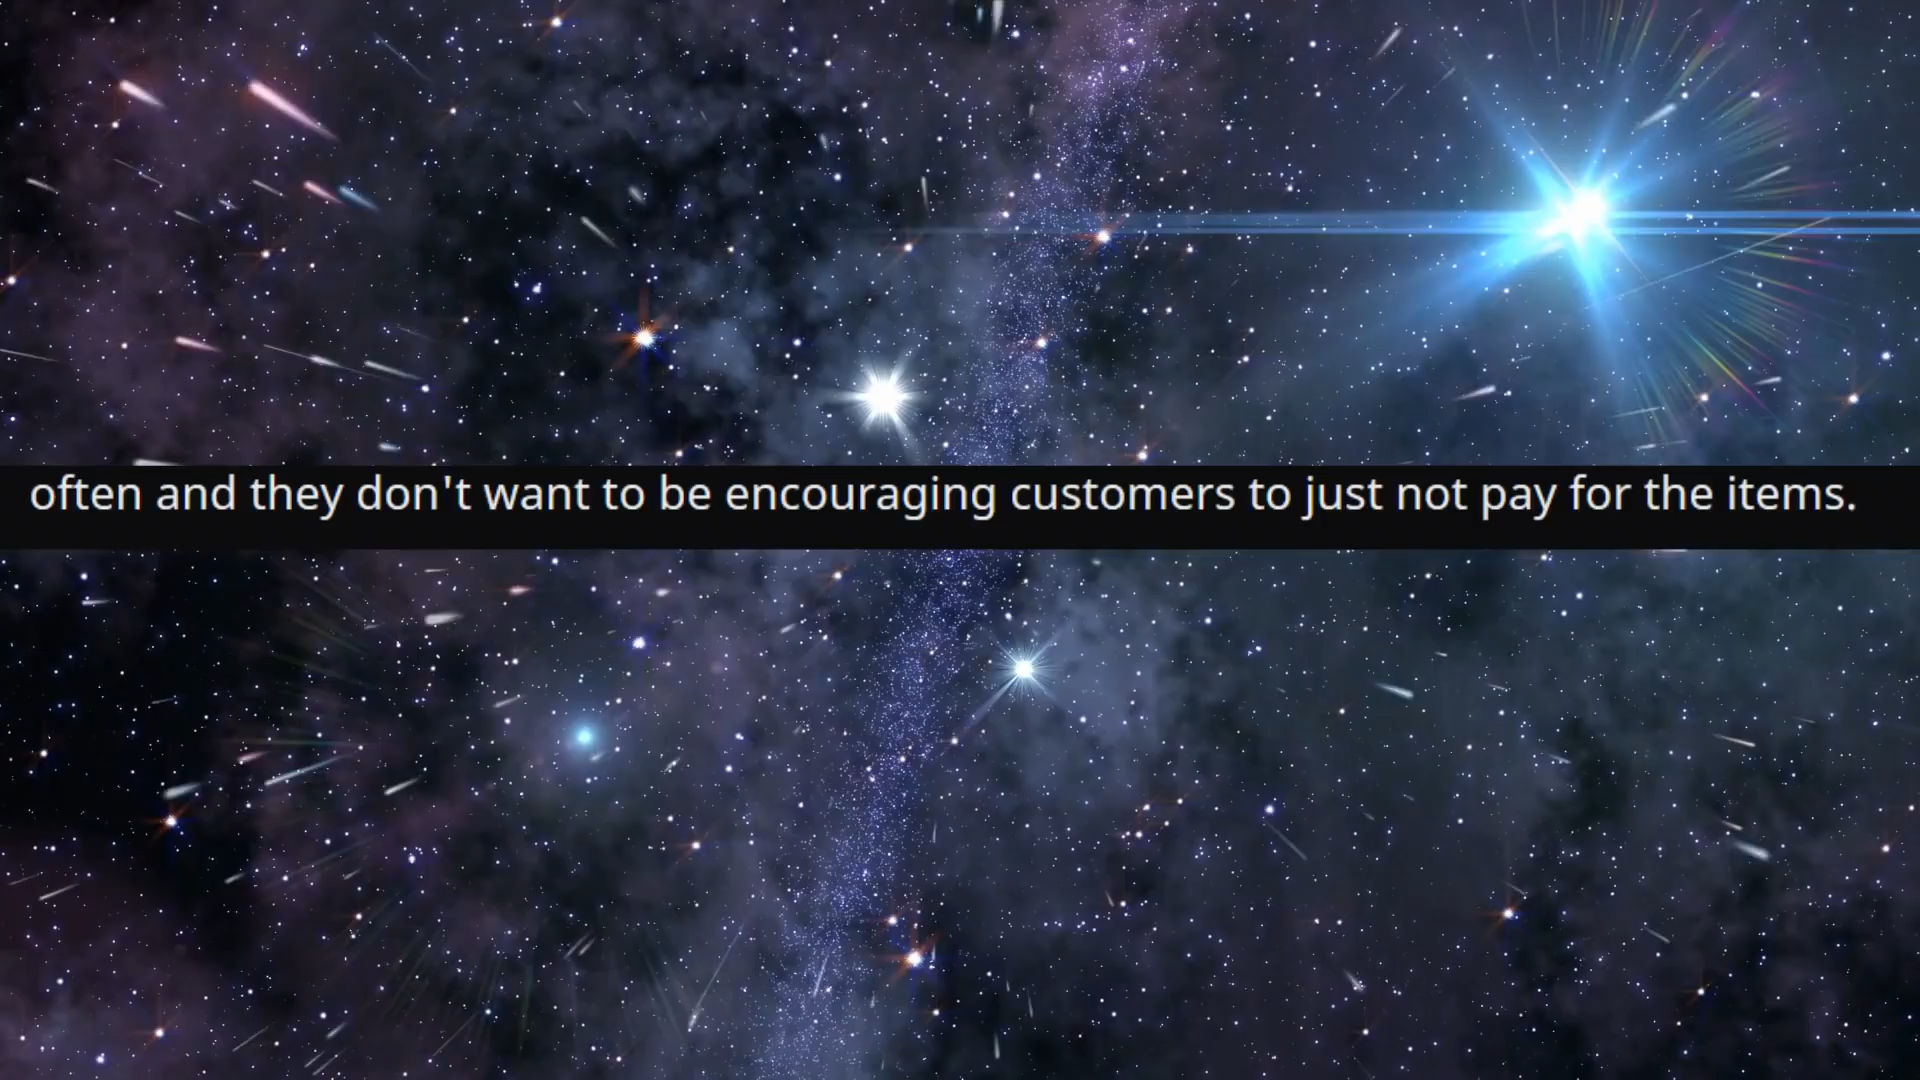 often and they don't want to be encouraging customers to just not pay for the items.